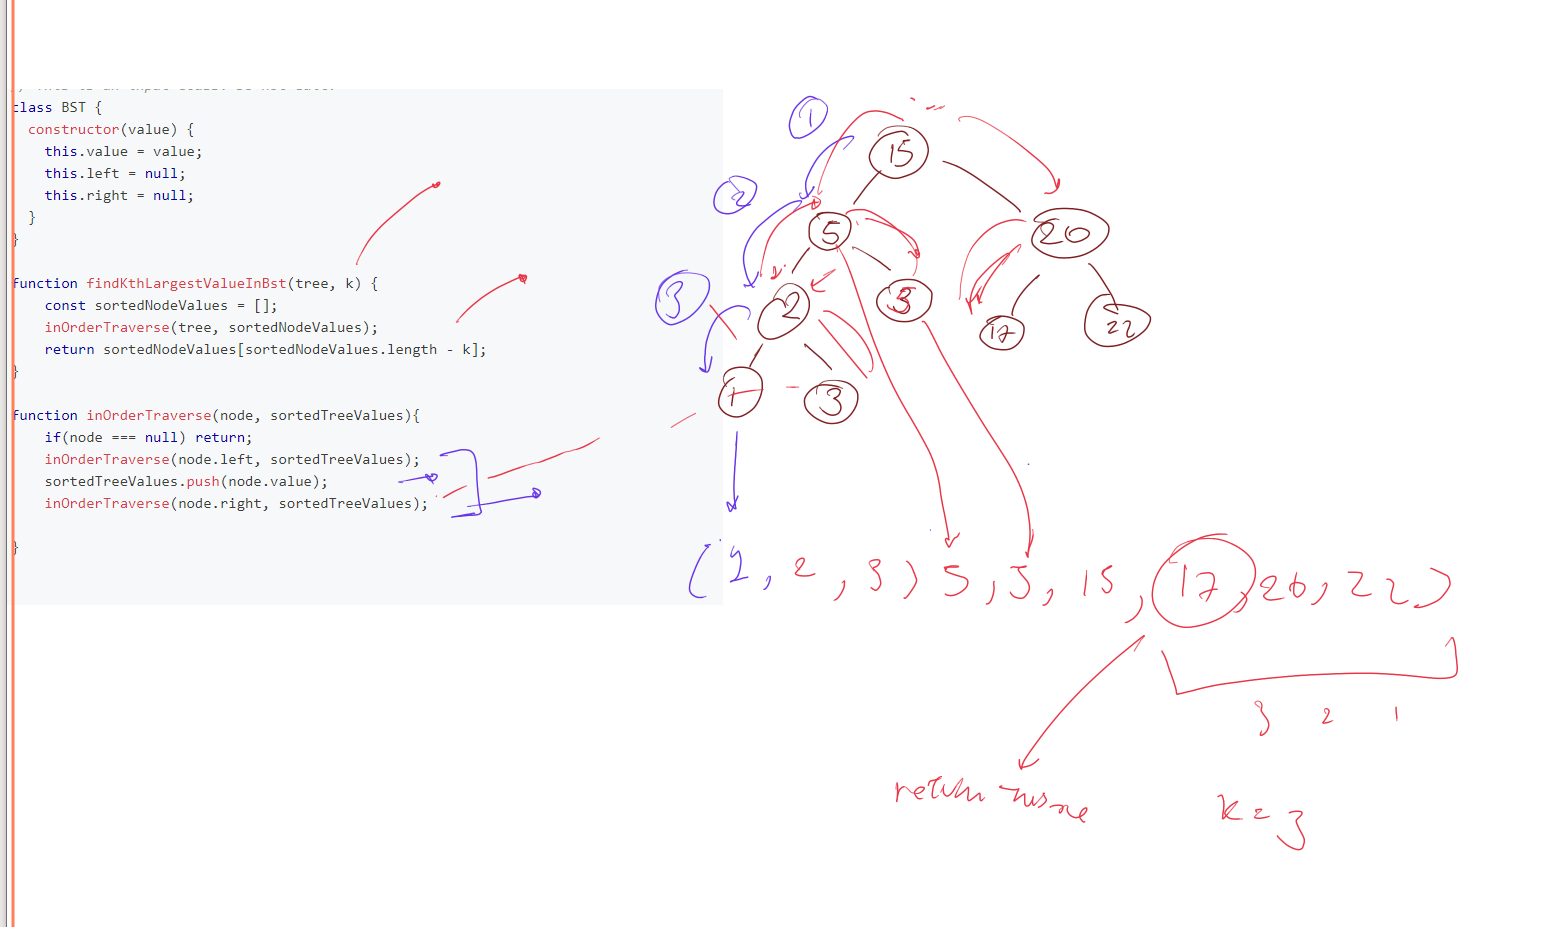 class BST {
constructor(value) {
this.value = value;
this.left = null;
this.right = null;
}
}
function findKthLargestValueInBst(tree, k) {
const sortedNodeValues = [];
inOrderTraverse(tree, sortedNodeValues);
return sortedNodeValues[sortedNodeValues.length - k];
}
function inOrderTraverse(node, sortedTreeValues){
if(node === null) return;
inOrderTraverse(node.left, sortedTreeValues);
sortedTreeValues.push(node.value);
inOrderTraverse(node.right, sortedTreeValues);
}
1
15
2
5
20
3
2
5
17
22
1
3
(1, 2, 3) 5, 5, 15, 17, 20, 22)
3 2 1
return
k = 3